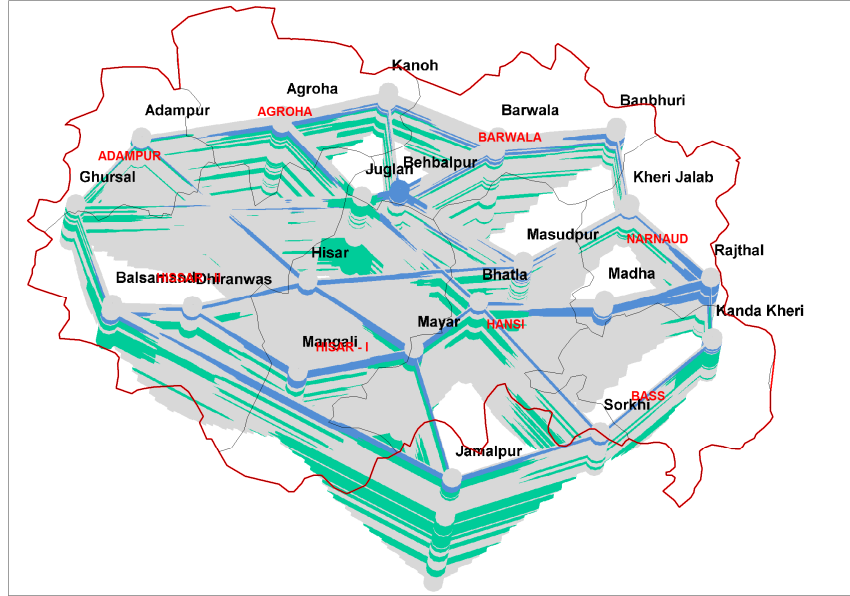 Kanoh
Agroha
Banbhuri
Adampur
AGROHA
Barwala
BARWALA
ADAMPUR
Behbalpur
Juglan
Ghursal
Kheri Jalab
Masudpur
NARNAUD
Hisar
Rajthal
Bhatla
Madha
Balsamand
Dhiranwas
Kanda Kheri
Mayar
HANSI
Mangali
HISAR - I
BASS
Sorkhi
Jamalpur